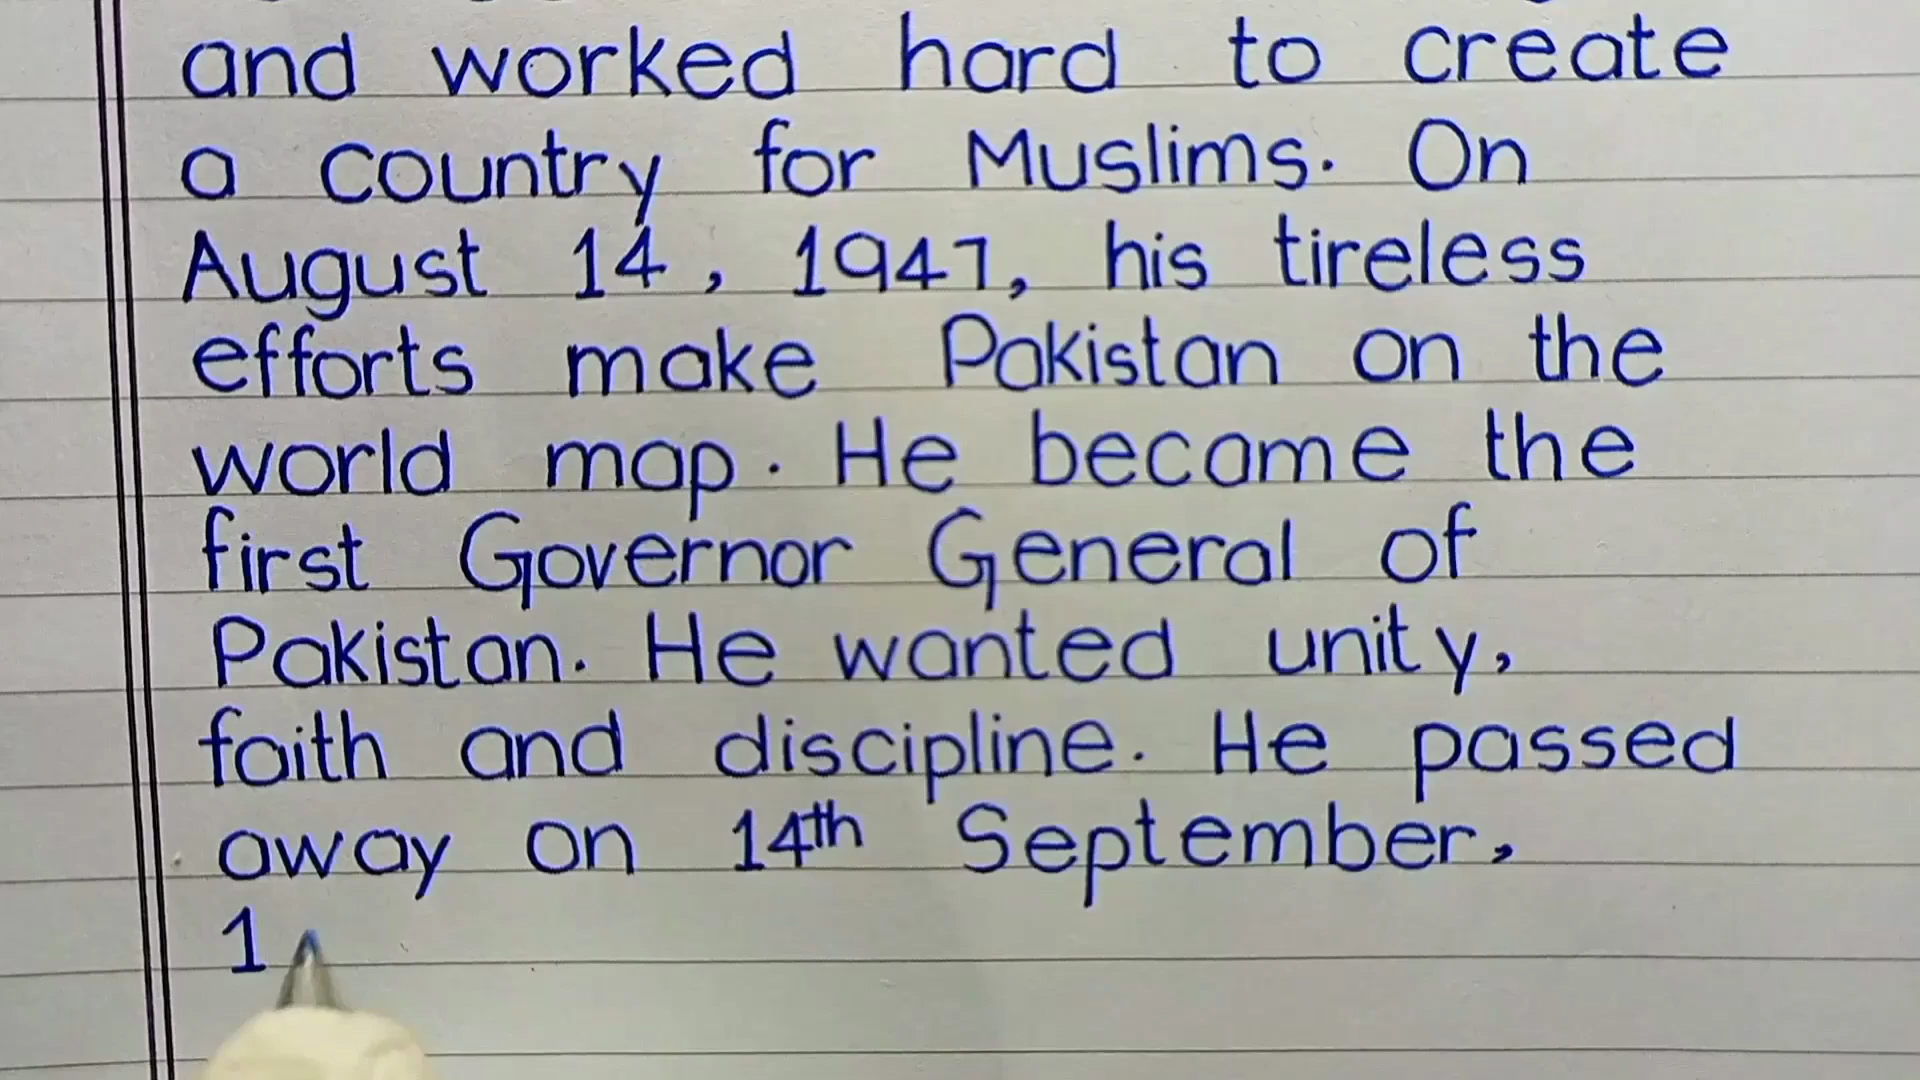 and worked hard to create
a country for Muslims. On
August 14, 1947, his tireless
efforts make Pakistan on the
world map. He became the
first Governor General of
Pakistan. He wanted unity,
faith and discipline. He passed
away on 14th September,
1